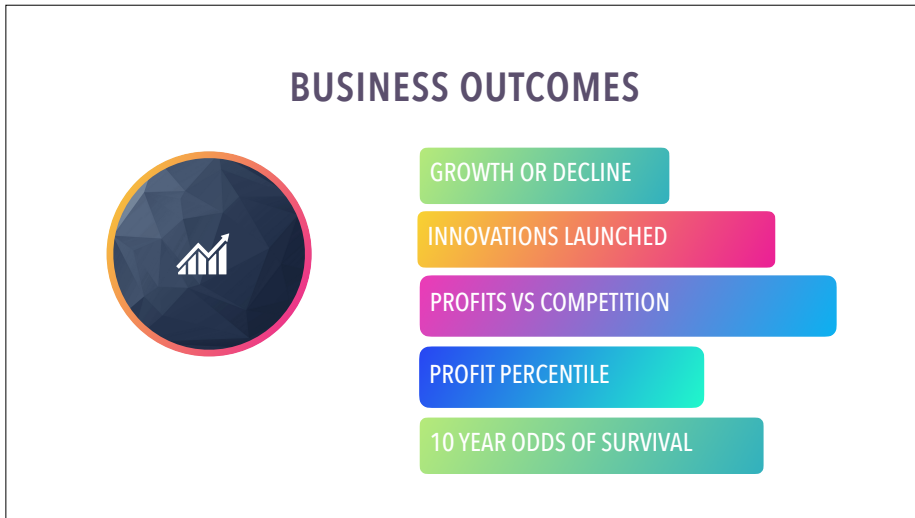 BUSINESS OUTCOMES
GROWTH OR DECLINE
INNOVATIONS LAUNCHED
PROFITS VS COMPETITION
PROFIT PERCENTILE
10 YEAR ODDS OF SURVIVAL